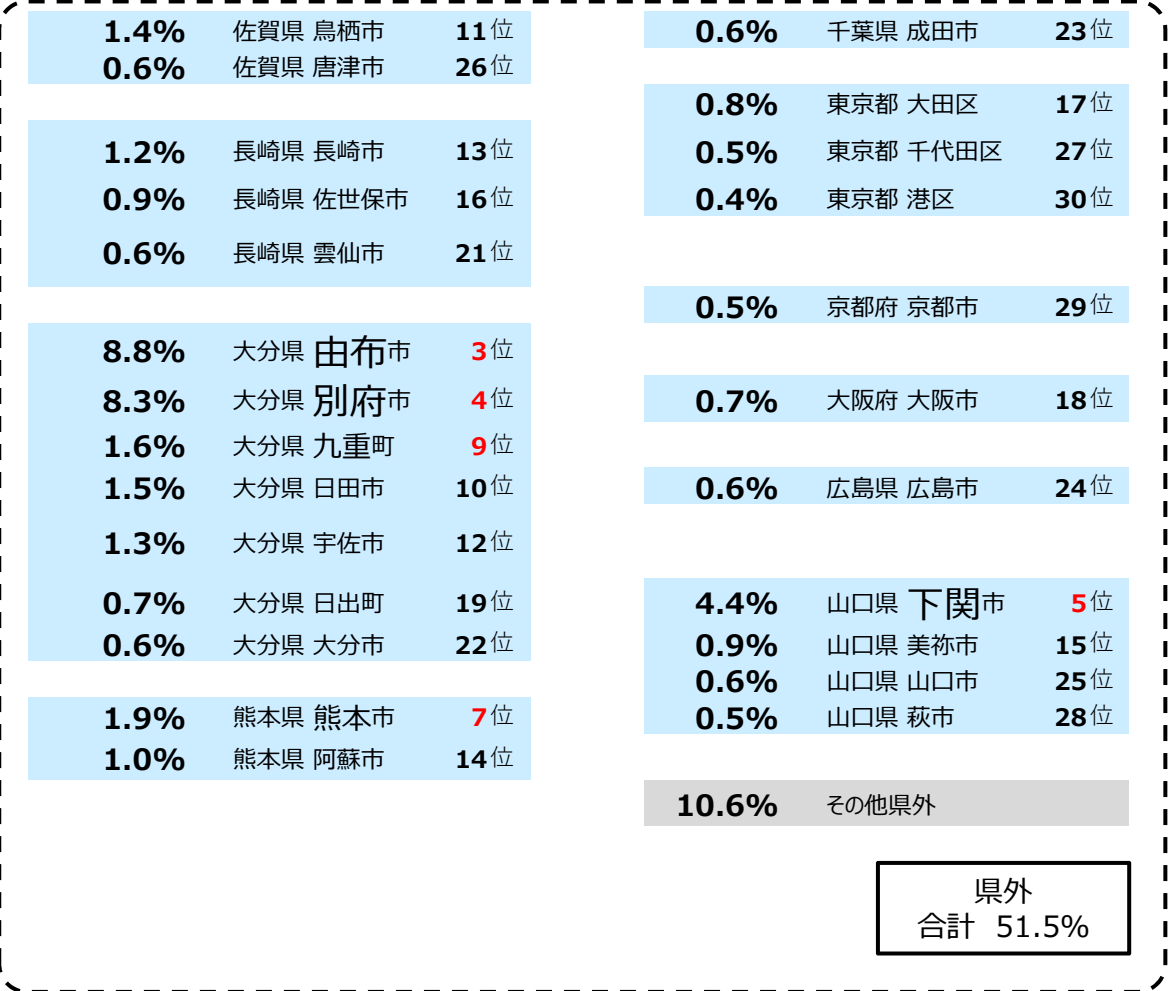 1.4% 佐賀県 鳥栖市 11位
0.6% 佐賀県 唐津市 26位
1.2% 長崎県 長崎市 13位
0.9% 長崎県 佐世保市 16位
0.6% 長崎県 雲仙市 21位
8.8% 大分県 由布市 3位
8.3% 大分県 別府市 4位
1.6% 大分県 九重町 9位
1.5% 大分県 日田市 10位
1.3% 大分県 宇佐市 12位
0.7% 大分県 日出町 19位
0.6% 大分県 大分市 22位
1.9% 熊本県 熊本市 7位
1.0% 熊本県 阿蘇市 14位
0.6% 千葉県 成田市 23位
0.8% 東京都 大田区 17位
0.5% 東京都 千代田区 27位
0.4% 東京都 港区 30位
0.5% 京都府 京都市 29位
0.7% 大阪府 大阪市 18位
0.6% 広島県 広島市 24位
4.4% 山口県 下関市 5位
0.9% 山口県 美祢市 15位
0.6% 山口県 山口市 25位
0.5% 山口県 萩市 28位
10.6% その他県外
県外
合計 51.5%